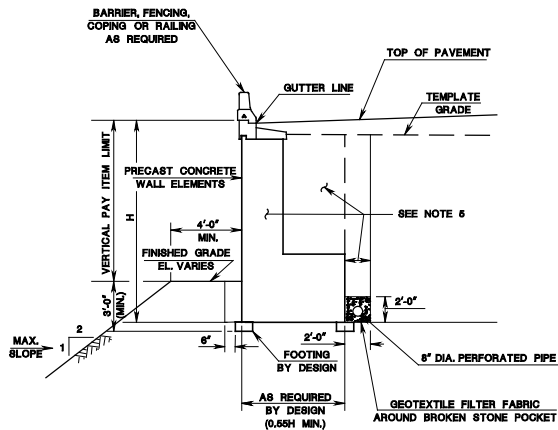 BARRIER, FENCING,
COPING OR RAILING
AS REQUIRED
TOP OF PAVEMENT
GUTTER LINE
TEMPLATE
GRADE
VERTICAL PAY ITEM LIMIT
H
PRECAST CONCRETE
WALL ELEMENTS
4'-0"
MIN.
SEE NOTE 5
FINISHED GRADE
EL. VARIES
3'-0"
(MIN.)
2'-0"
2
1
MAX.
SLOPE
6"
2'-0"
FOOTING
BY DESIGN
8" DIA. PERFORATED PIPE
AS REQUIRED
BY DESIGN
(0.55H MIN.)
GEOTEXTILE FILTER FABRIC
AROUND BROKEN STONE POCKET